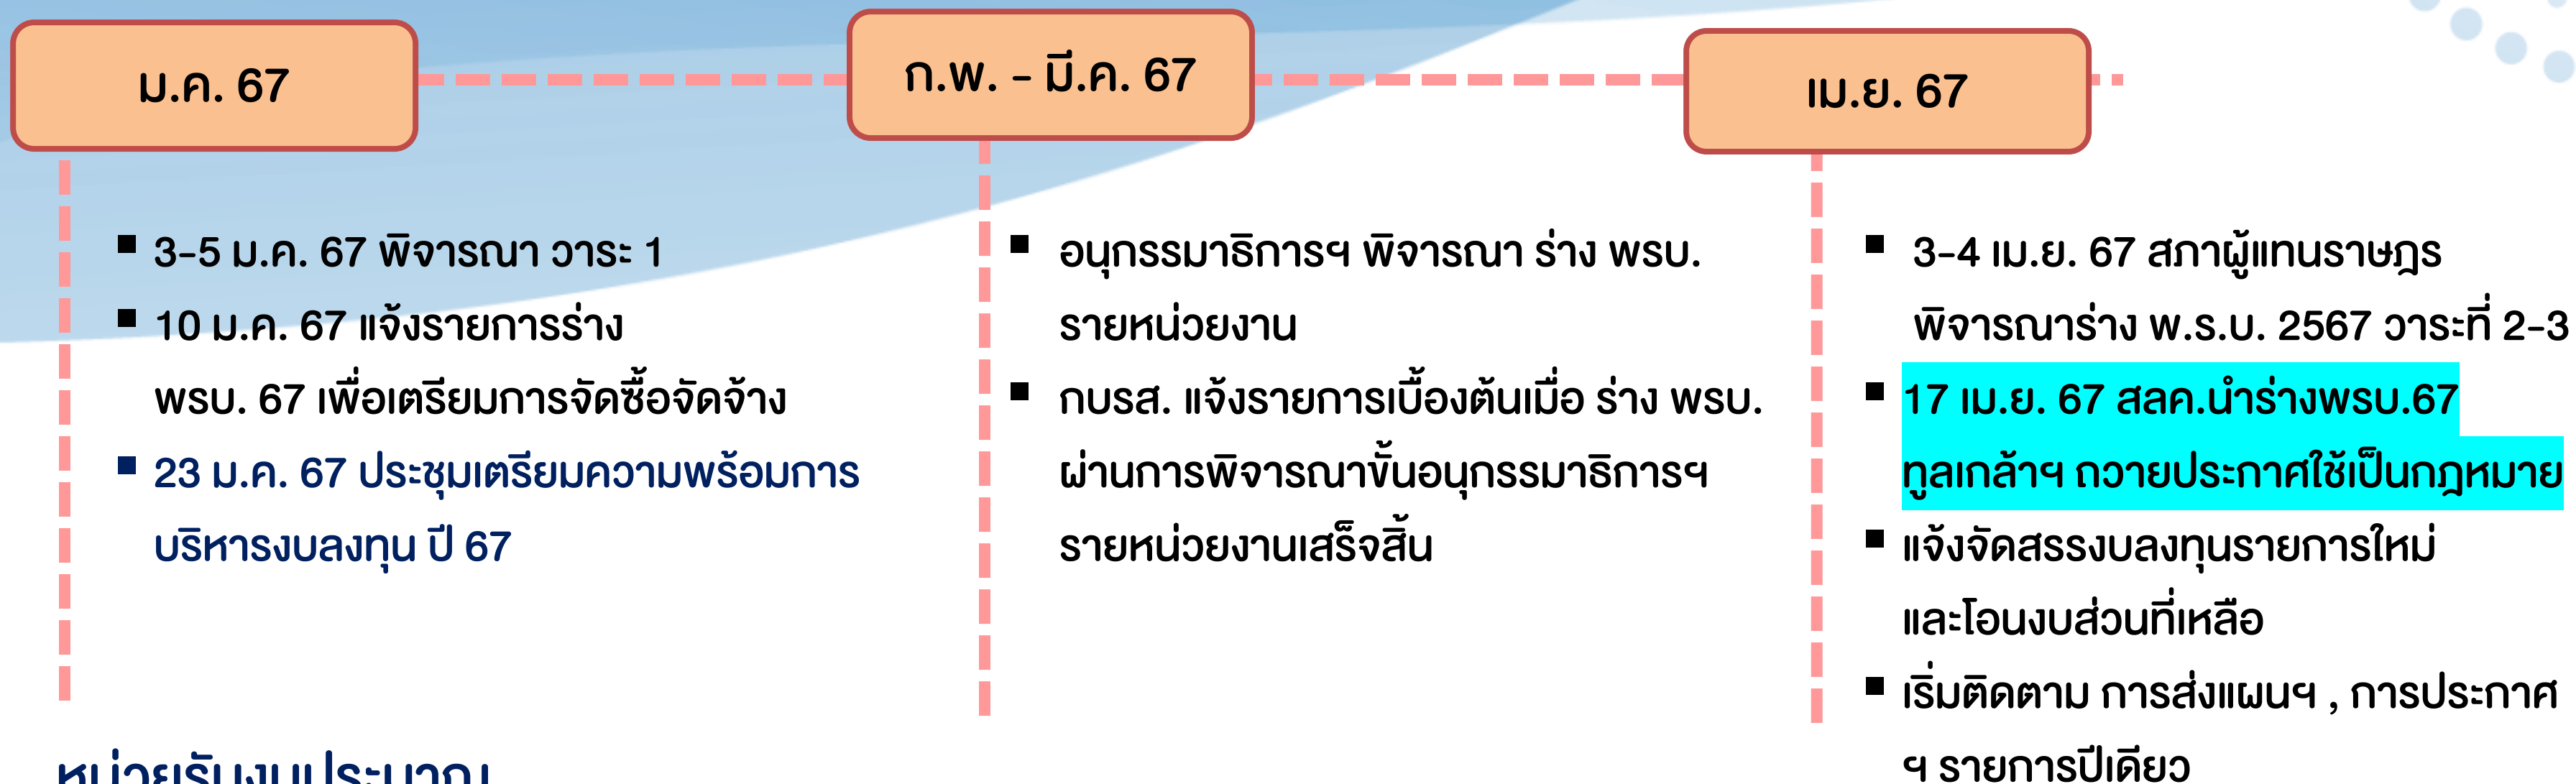 ม.ค. 67
ก.พ. - มี.ค. 67
เม.ย. 67
▪ 3-5 ม.ค. 67 พิจารณา วาระ 1
▪ 10 ม.ค. 67 แจ้งรายการร่าง
พรบ. 67 เพื่อเตรียมการจัดซื้อจัดจ้าง
▪ 23 ม.ค. 67 ประชุมเตรียมความพร้อมการ
บริหารงบลงทุน ปี 67
▪ อนุกรรมาธิการฯ พิจารณา ร่าง พรบ.
รายหน่วยงาน
▪ กบรส. แจ้งรายการเบื้องต้นเมื่อ ร่าง พรบ.
ผ่านการพิจารณาขั้นอนุกรรมาธิการฯ
รายหน่วยงานเสร็จสิ้น
▪ 3-4 เม.ย. 67 สภาผู้แทนราษฎร
พิจารณาร่าง พ.ร.บ. 2567 วาระที่ 2-3
▪ 17 เม.ย. 67 สลค.นำร่างพรบ.67
ทูลเกล้าฯ ถวายประกาศใช้เป็นกฎหมาย
▪ แจ้งจัดสรรงบลงทุนรายการใหม่
และโอนงบส่วนที่เหลือ
▪ เริ่มติดตาม การส่งแผนฯ , การประกาศ
ฯ รายการปีเดียว
หน่วยรับงบประมาณ